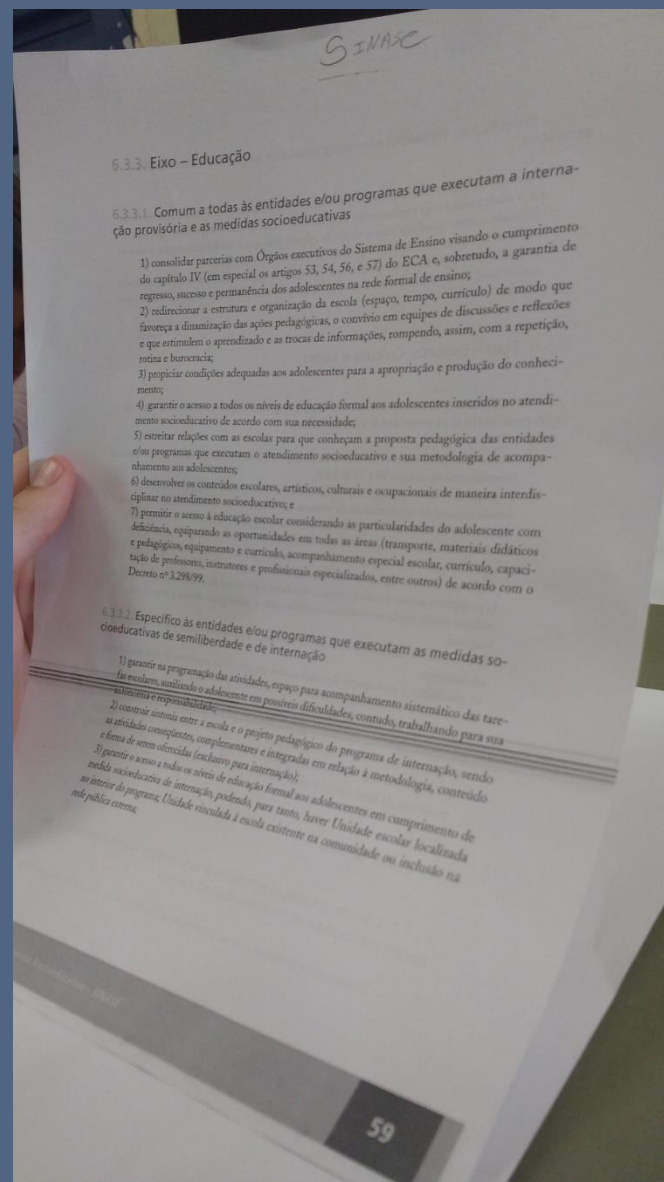 SINASE
6.3.3. Eixo – Educação
6.3.3.1. Comum a todas às entidades e/ou programas que executam a interna-
ção provisória e as medidas socioeducativas
1) consolidar parcerias com Órgãos executivos do Sistema de Ensino visando o cumprimento
do capítulo IV (em especial os artigos 53, 54, 56, e 57) do ECA e, sobretudo, a garantia de
regresso, sucesso e permanência dos adolescentes na rede formal de ensino;
2) redirecionar a estrutura e organização da escola (espaço, tempo, currículo) de modo que
favoreça a dinamização das ações pedagógicas, o convívio em equipes de discussões e reflexões
e que estimulem o aprendizado e as trocas de informações, rompendo, assim, com a repetição,
rotina e burocracia;
3) propiciar condições adequadas aos adolescentes para a apropriação e produção do conheci-
mento;
4) garantir o acesso a todos os níveis de educação formal aos adolescentes inseridos no atendi-
mento socioeducativo de acordo com sua necessidade;
5) estreitar relações com as escolas para que conheçam a proposta pedagógica das entidades
e/ou programas que executam o atendimento socioeducativo e sua metodologia de acompa-
nhamento aos adolescentes;
6) desenvolver os conteúdos escolares, artísticos, culturais e ocupacionais de maneira interdis-
ciplinar no atendimento socioeducativo; e
7) permitir o acesso à educação escolar considerando as particularidades do adolescente com
deficiência, equiparando as oportunidades em todas as áreas (transporte, materiais didáticos
e pedagógicos, equipamento e currículo, acompanhamento especial escolar, currículo, capaci-
tação de professores, instrutores e profissionais especializados, entre outros) de acordo com o
Decreto nº 3.298/99.
6.3.3.2. Específico às entidades e/ou programas que executam as medidas so-
cioeducativas de semiliberdade e de internação
1) garantir na programação das atividades, espaço para acompanhamento sistemático das tare-
fas escolares, auxiliando o adolescente em possíveis dificuldades, contudo, trabalhando para sua
autonomia e responsabilidade;
2) construir sintonia entre a escola e o projeto pedagógico do programa de internação, sendo
as atividades conseqüentes, complementares e integradas em relação à metodologia, conteúdo
e forma de serem oferecidas (exclusivo para internação);
3) garantir o acesso a todos os níveis de educação formal aos adolescentes em cumprimento de
medida socioeducativa de internação, podendo, para tanto, haver Unidade escolar localizada
no interior do programa; Unidade vinculada à escola existente na comunidade ou inclusão na
rede pública externa;
59